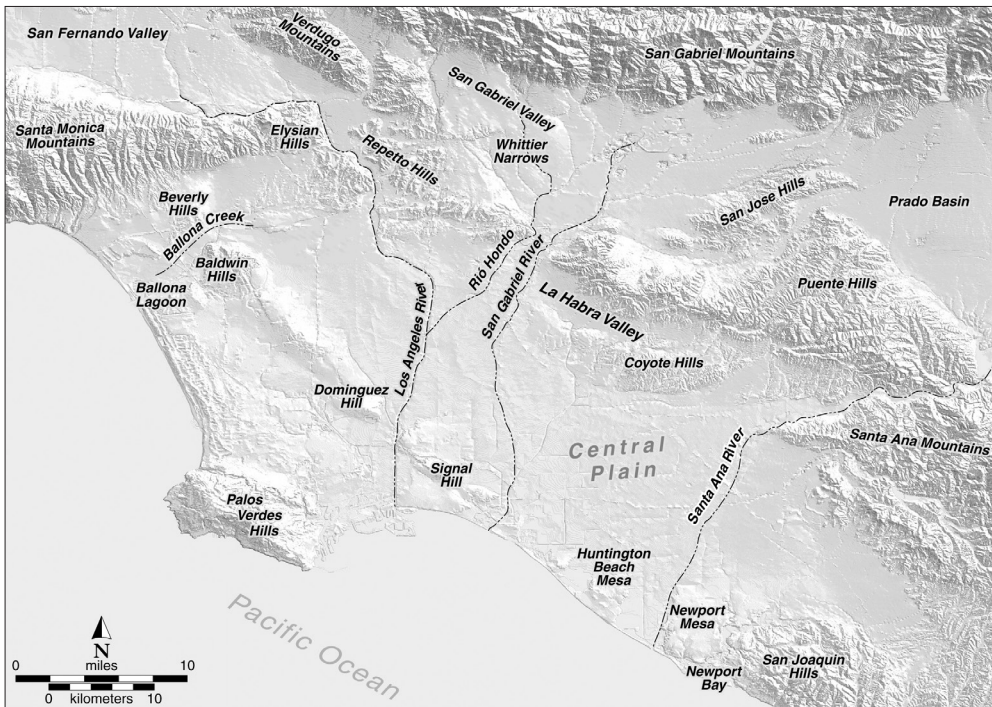 San Fernando Valley
Verdugo
Mountains
San Gabriel Mountains
San Gabriel Valley
Santa Monica
Mountains
Elysian
Hills
Repetto Hills
Whittier
Narrows
San Jose Hills
Prado Basin
Beverly
Hills
Ballona Creek
Baldwin
Hills
Ballona
Lagoon
Rió Hondo
San Gabriel River
Los Angeles River
La Habra Valley
Puente Hills
Coyote Hills
Dominguez
Hill
Signal
Hill
Central
Plain
Santa Ana River
Santa Ana Mountains
Palos
Verdes
Hills
Huntington
Beach
Mesa
Newport
Mesa
Newport
Bay
San Joaquin
Hills
Pacific Ocean
N
0 miles 10
0 kilometers 10